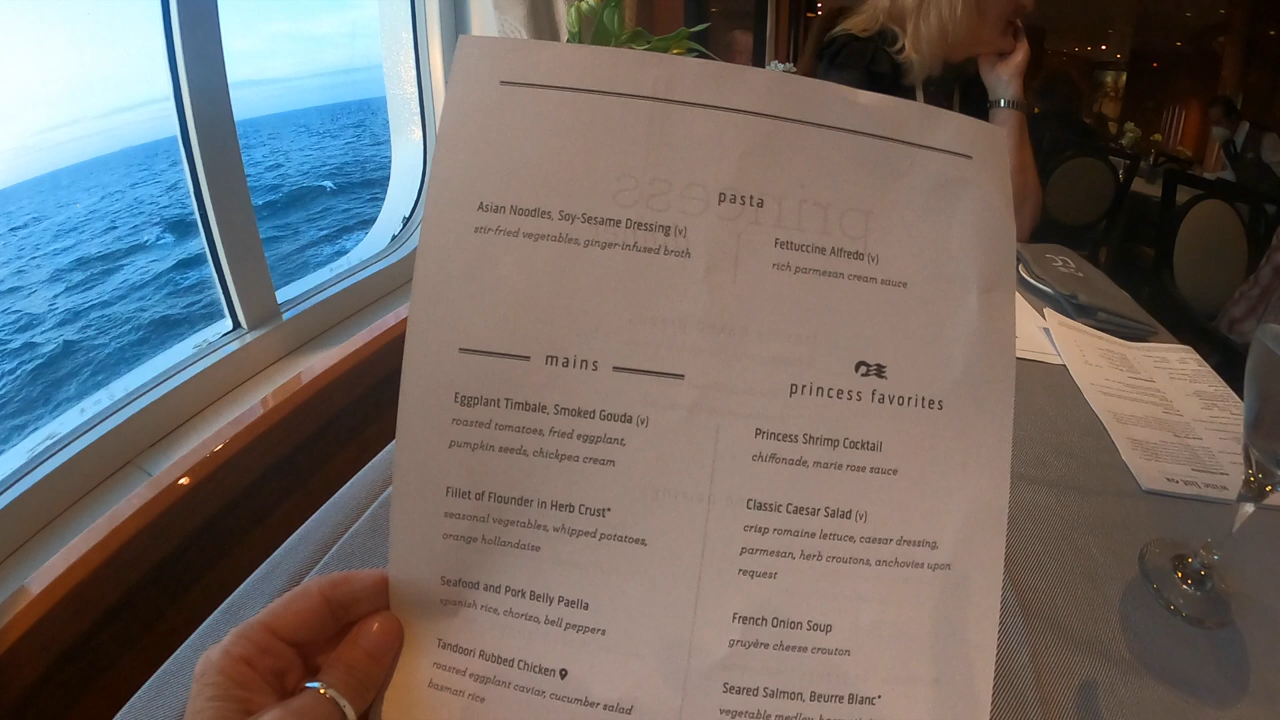 pasta
Asian Noodles, Soy-Sesame Dressing (v)
stir-fried vegetables, ginger-infused broth
Fettuccine Alfredo (v)
rich parmesan cream sauce
mains
Eggplant Timbale, Smoked Gouda (v)
roasted tomatoes, fried eggplant,
pumpkin seeds, chickpea cream
Fillet of Flounder in Herb Crust*
seasonal vegetables, whipped potatoes,
orange hollandaise
Seafood and Pork Belly Paella
spanish rice, chorizo, bell peppers
Tandoori Rubbed Chicken
roasted eggplant caviar, cucumber salad
basmati rice
princess favorites
Princess Shrimp Cocktail
chiffonade, marie rose sauce
Classic Caesar Salad (v)
crisp romaine lettuce, caesar dressing,
parmesan, herb croutons, anchovies upon
request
French Onion Soup
gruyère cheese crouton
Seared Salmon, Beurre Blanc*
vegetable medley,
princess
wine list